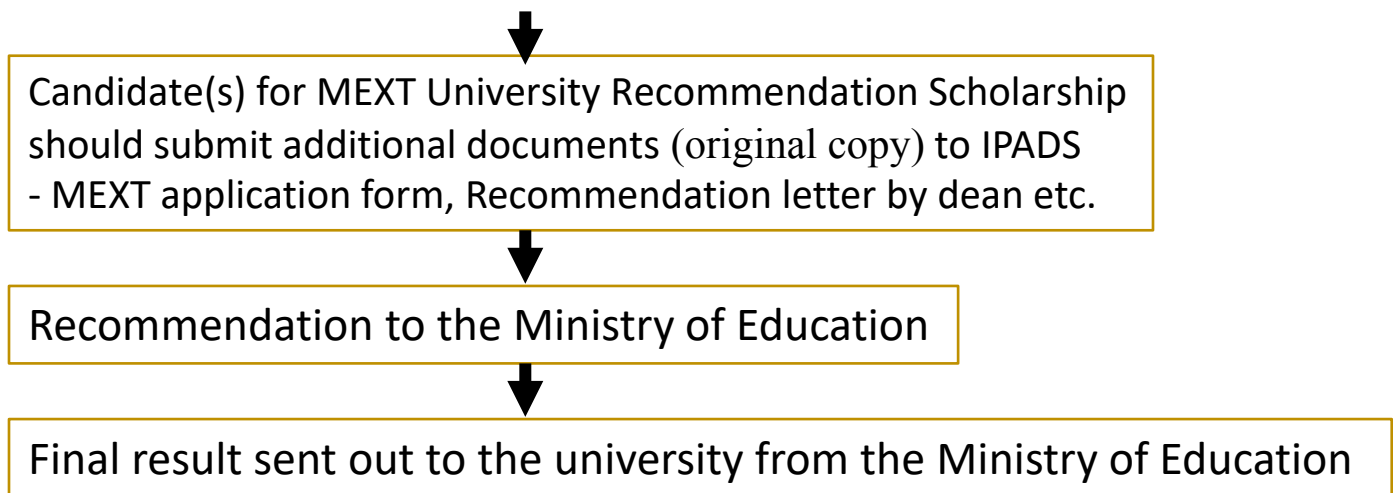 Candidate(s) for MEXT University Recommendation Scholarship
should submit additional documents (original copy) to IPADS
- MEXT application form, Recommendation letter by dean etc.
Recommendation to the Ministry of Education
Final result sent out to the university from the Ministry of Education